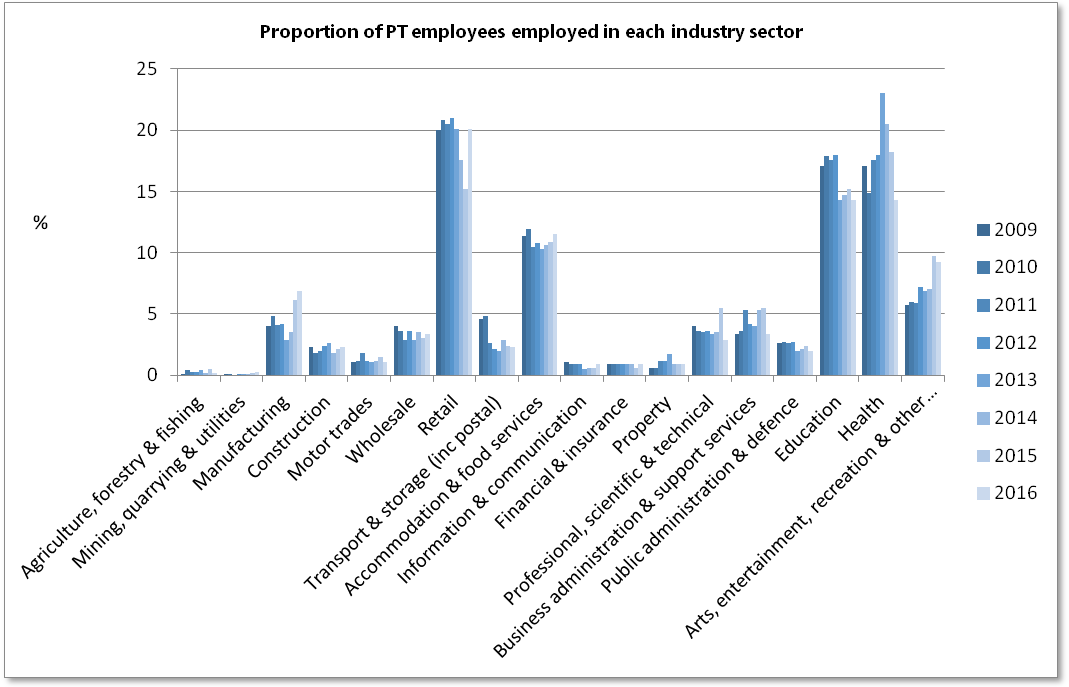 Proportion of PT employees employed in each industry sector
25
20
15
10
5
0
%
Agriculture, forestry & fishing
Mining, quarrying & utilities
Manufacturing
Construction
Motor trades
Wholesale
Retail
Transport & storage (inc postal)
Accommodation & food services
Information & communication
Financial & insurance
Property
Professional, scientific & technical
Business administration & support services
Public administration & defence
Education
Health
Arts, entertainment, recreation & other...
2009
2010
2011
2012
2013
2014
2015
2016